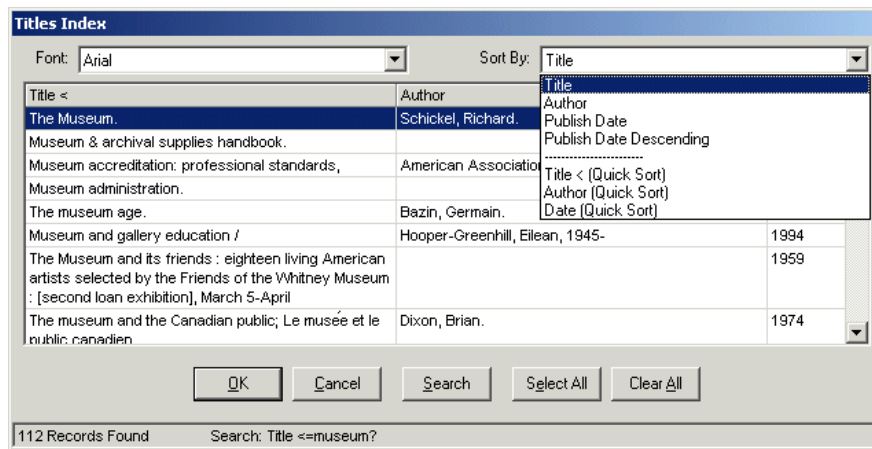 Titles Index
Font: Arial Sort By: Title
Title < Author
Title
Author
Publish Date
Publish Date Descending
------------------------
Title < (Quick Sort)
Author (Quick Sort)
Date (Quick Sort)
The Museum. Schickel, Richard.
Museum & archival supplies handbook.
Museum accreditation: professional standards, American Association
Museum administration.
The museum age. Bazin, Germain.
Museum and gallery education / Hooper-Greenhill, Eilean, 1945- 1994
The Museum and its friends : eighteen living American 1959
artists selected by the Friends of the Whitney Museum
: [second loan exhibition], March 5-April
The museum and the Canadian public; Le musée et le Dixon, Brian. 1974
public canadien
OK Cancel Search Select All Clear All
112 Records Found Search: Title <=museum?